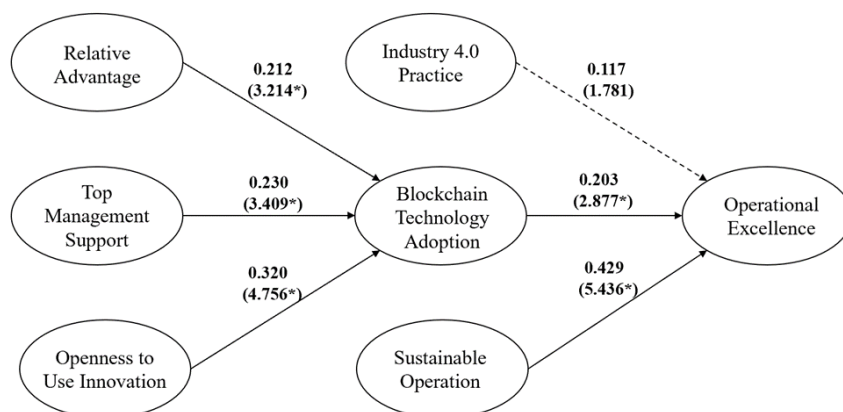 Relative
Advantage
0.212
(3.214*)
Industry 4.0
Practice
0.117
(1.781)
Top
Management
Support
0.230
(3.409*)
Blockchain
Technology
Adoption
0.203
(2.877*)
Operational
Excellence
0.320
(4.756*)
0.429
(5.436*)
Openness to
Use Innovation
Sustainable
Operation